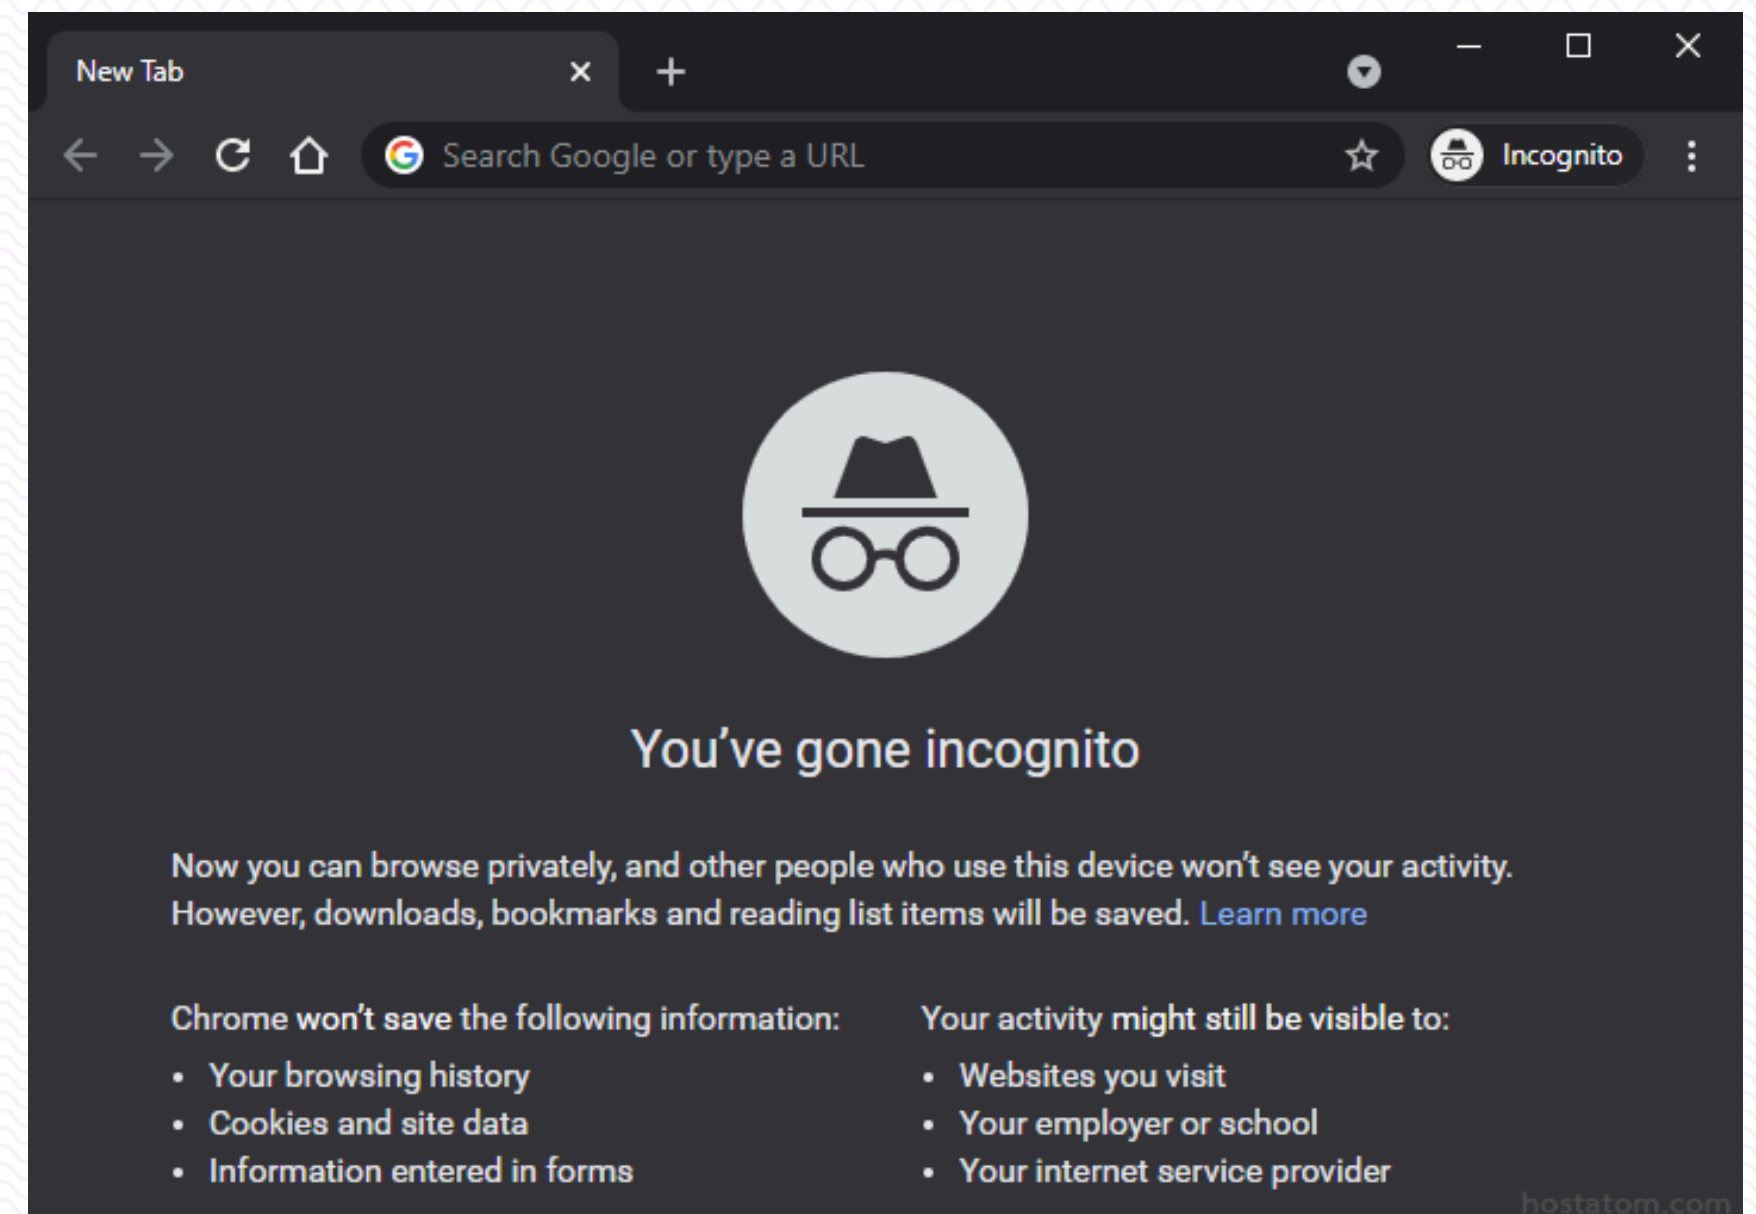 New Tab
Search Google or type a URL
Incognito
You've gone incognito
Now you can browse privately, and other people who use this device won't see your activity.
However, downloads, bookmarks and reading list items will be saved. Learn more
Chrome won't save the following information:
• Your browsing history
• Cookies and site data
• Information entered in forms
Your activity might still be visible to:
• Websites you visit
• Your employer or school
• Your internet service provider
hostatom.com